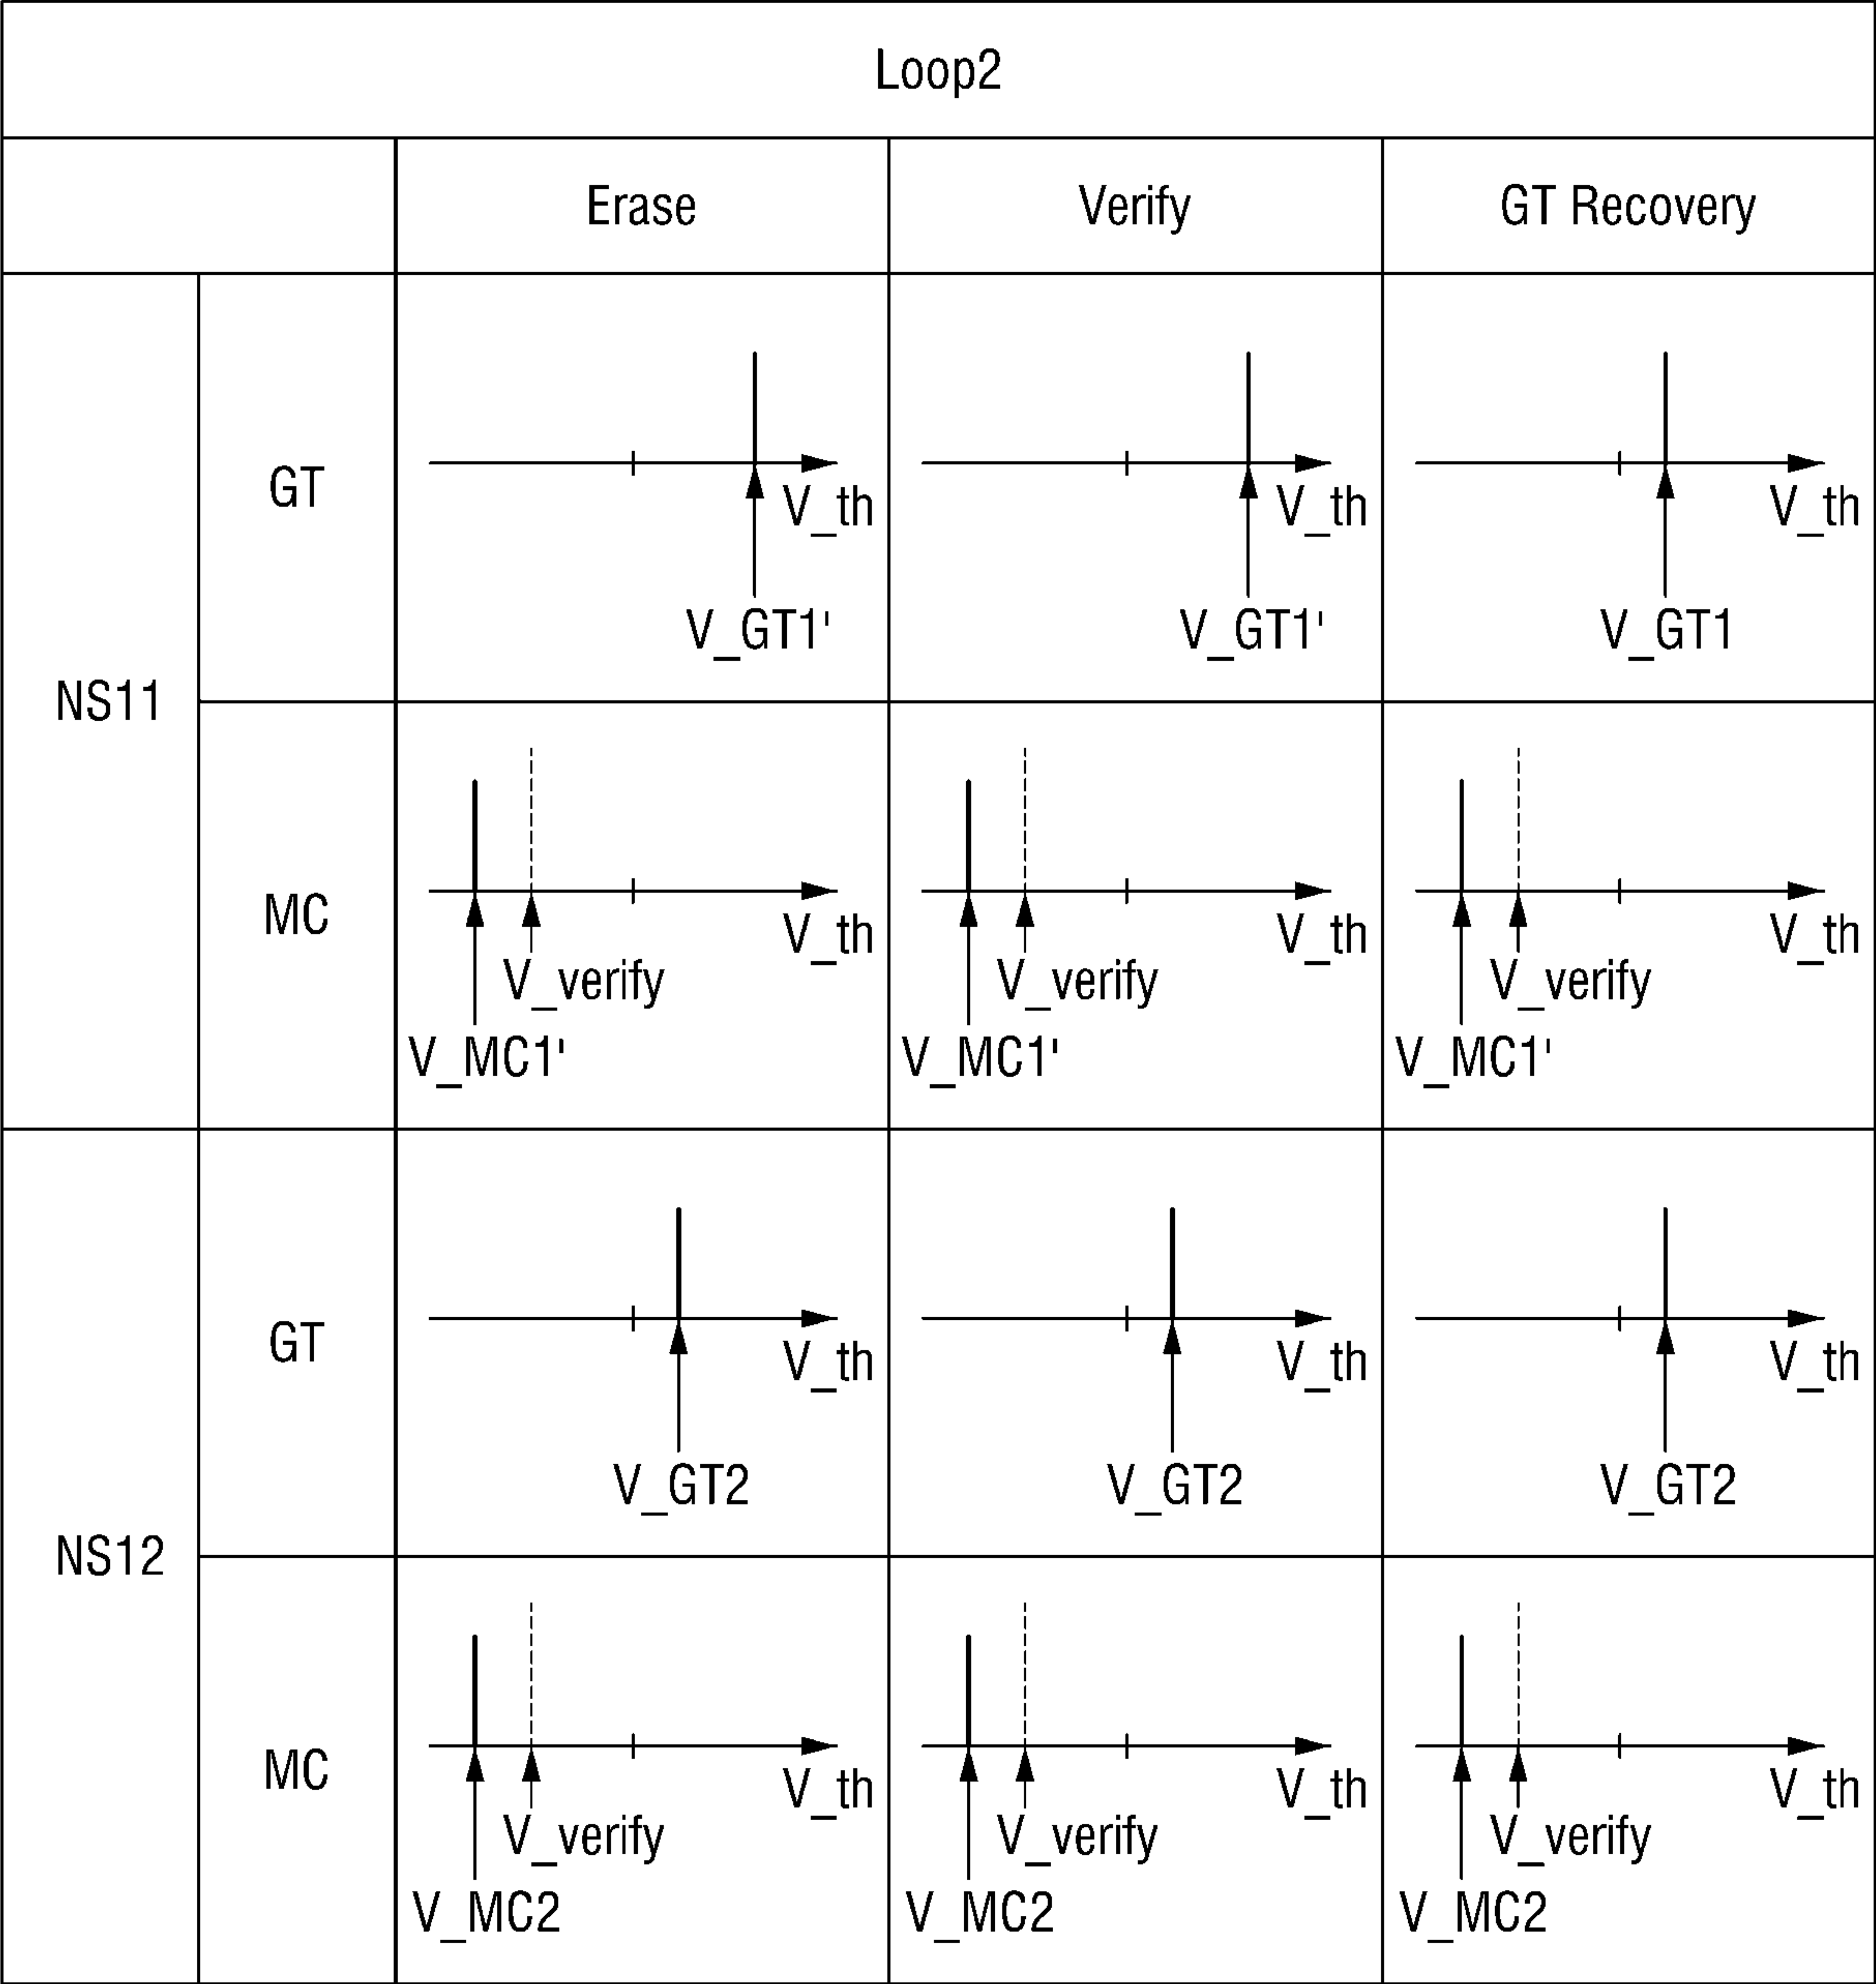 Loop2
Erase Verify GT Recovery
NS11
GT
V_th
V_GT1'
V_th
V_GT1'
V_th
V_GT1
MC
V_th
V_verify
V_MC1'
V_th
V_verify
V_MC1'
V_th
V_verify
V_MC1'
NS12
GT
V_th
V_GT2
V_th
V_GT2
V_th
V_GT2
MC
V_th
V_verify
V_MC2
V_th
V_verify
V_MC2
V_th
V_verify
V_MC2